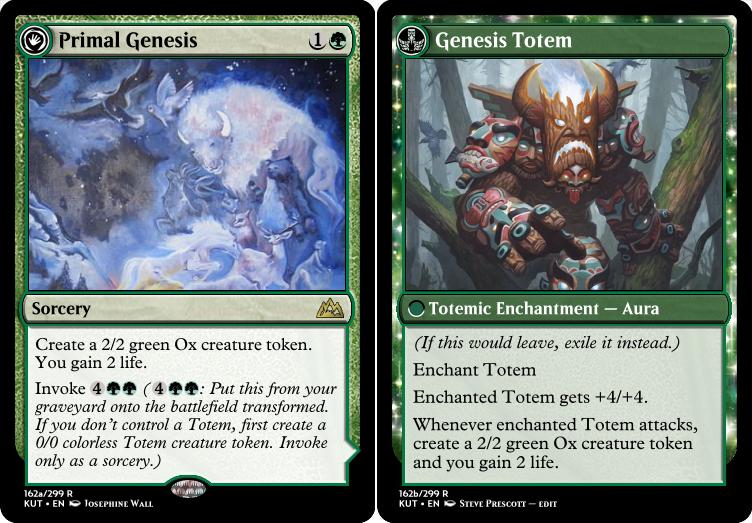 Primal Genesis 1
Sorcery
Create a 2/2 green Ox creature token.
You gain 2 life.
Invoke 4 ( 4 : Put this from your
graveyard onto the battlefield transformed.
If you don't control a Totem, first create a
0/0 colorless Totem creature token. Invoke
only as a sorcery.)
162a/299 R
KUT • EN Josephine Wall
Genesis Totem
Totemic Enchantment — Aura
(If this would leave, exile it instead.)
Enchant Totem
Enchanted Totem gets +4/+4.
Whenever enchanted Totem attacks,
create a 2/2 green Ox creature token
and you gain 2 life.
162b/299 R
KUT • EN Steve Prescott — edit